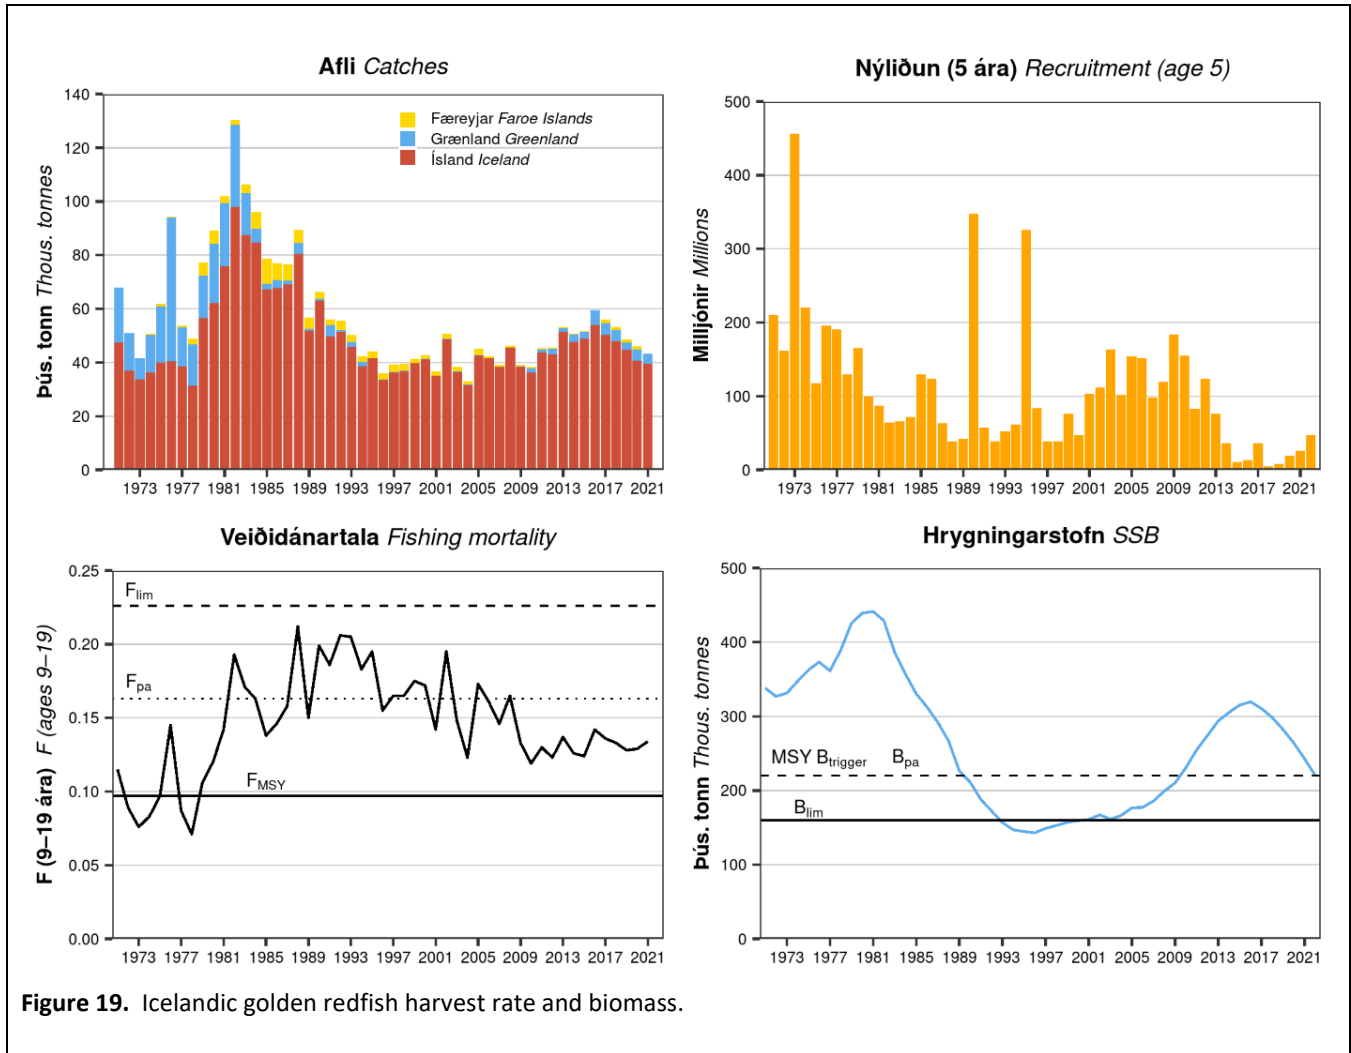 Afli Catches
Þús. tonn Thous. tonnes
140
120
100
80
60
40
20
0
Færeyjar Faroe Islands
Grænland Greenland
Ísland Iceland
1973 1977 1981 1985 1989 1993 1997 2001 2005 2009 2013 2017 2021
Nýliðun (5 ára) Recruitment (age 5)
Milljónir Millions
500
400
300
200
100
0
1973 1977 1981 1985 1989 1993 1997 2001 2005 2009 2013 2017 2021
Veiðidánartala Fishing mortality
F (9–19 ára) F (ages 9–19)
0.25
0.20
0.15
0.10
0.05
0.00
Flim
Fpa
FMSY
1973 1977 1981 1985 1989 1993 1997 2001 2005 2009 2013 2017 2021
Hrygningarstofn SSB
Þús. tonn Thous. tonnes
500
400
300
200
100
0
MSY Btrigger Bpa
Blim
1973 1977 1981 1985 1989 1993 1997 2001 2005 2009 2013 2017 2021
Figure 19. Icelandic golden redfish harvest rate and biomass.